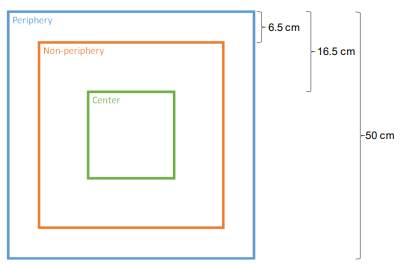 Periphery
6.5 cm
Non-periphery
16.5 cm
Center
50 cm